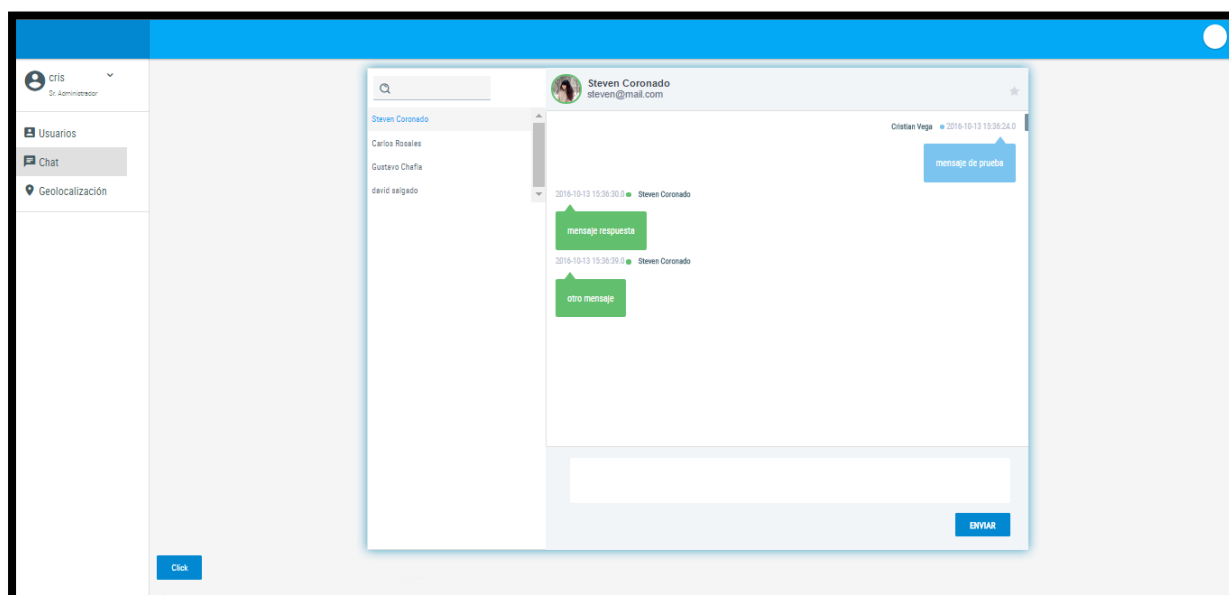 cris
Sr. Administrador
Usuarios
Chat
Geolocalización
Steven Coronado
Carlos Rosales
Gustavo Chafla
david salgado
Steven Coronado
steven@mail.com
Cristian Vega 2016-10-13 15:36:24.0
mensaje de prueba
2016-10-13 15:36:30.0 Steven Coronado
mensaje respuesta
2016-10-13 15:36:39.0 Steven Coronado
otro mensaje
ENVIAR
Click